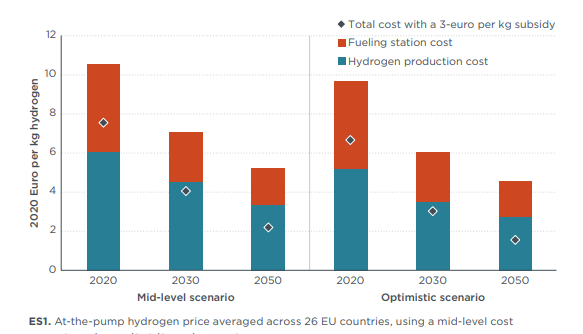 Total cost with a 3-euro per kg subsidy
Fueling station cost
Hydrogen production cost
2020 Euro per kg hydrogen
12
10
8
6
4
2
0
2020 2030 2050 2020 2030 2050
Mid-level scenario Optimistic scenario
ES1. At-the-pump hydrogen price averaged across 26 EU countries, using a mid-level cost